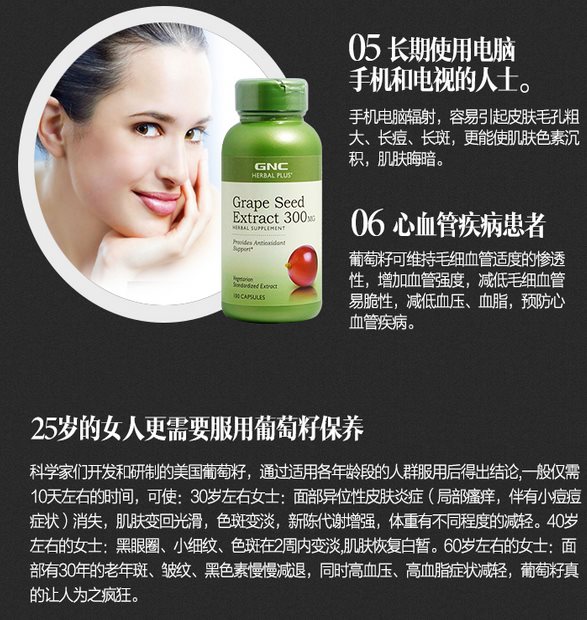 05 长期使用电脑
手机和电视的人士。
手机电脑辐射，容易引起皮肤毛孔粗
大、长痘、长斑，更能使肌肤色素沉
积，肌肤晦暗。
GNC
HERBAL PLUS
Grape Seed
Extract 300MG
HERBAL SUPPLEMENT
Provides Antioxidant
Support*
Vegetarian
Standardized Extract
100 CAPSULES
06 心血管疾病患者
葡萄籽可维持毛细血管适度的惨透
性，增加血管强度，减低毛细血管
易脆性，减低血压、血脂，预防心
血管疾病。
25岁的女人更需要服用葡萄籽保养
科学家们开发和研制的美国葡萄籽，通过适用各年龄段的人群服用后得出结论,一般仅需
10天左右的时间，可使：30岁左右女士：面部异位性皮肤炎症（局部瘙痒，伴有小痘痘
症状）消失，肌肤变回光滑，色斑变淡，新陈代谢增强，体重有不同程度的减轻。40岁
左右的女士：黑眼圈、小细纹、色斑在2周内变淡,肌肤恢复白暂。60岁左右的女士：面
部有30年的老年斑、皱纹、黑色素慢慢减退，同时高血压、高血脂症状减轻，葡萄籽真
的让人为之疯狂。